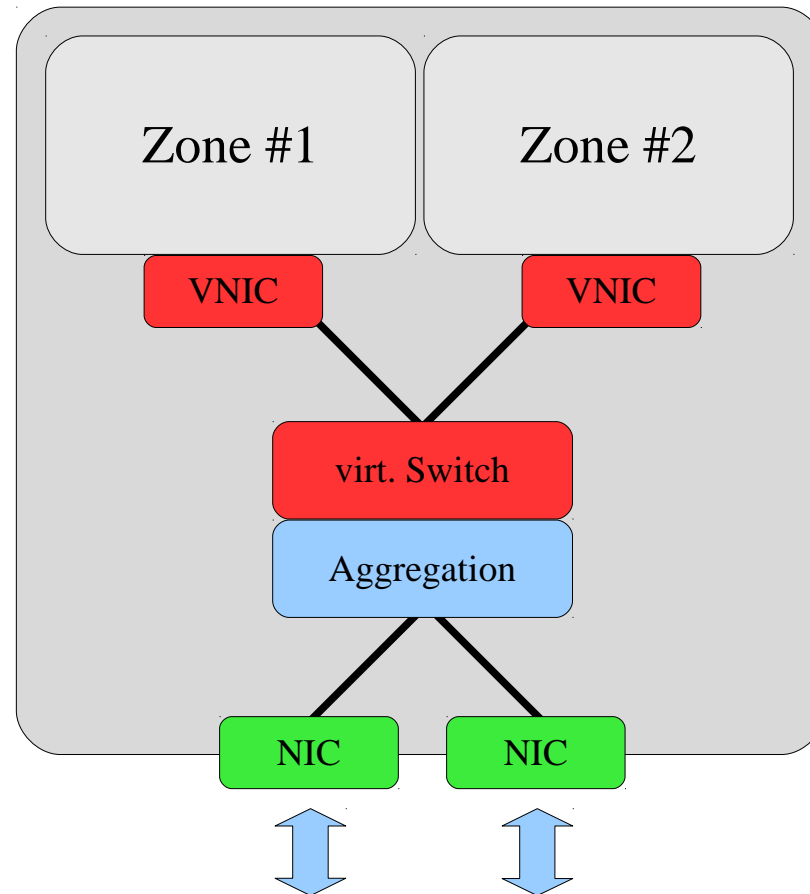 Zone #1
Zone #2
VNIC
VNIC
virt. Switch
Aggregation
NIC
NIC